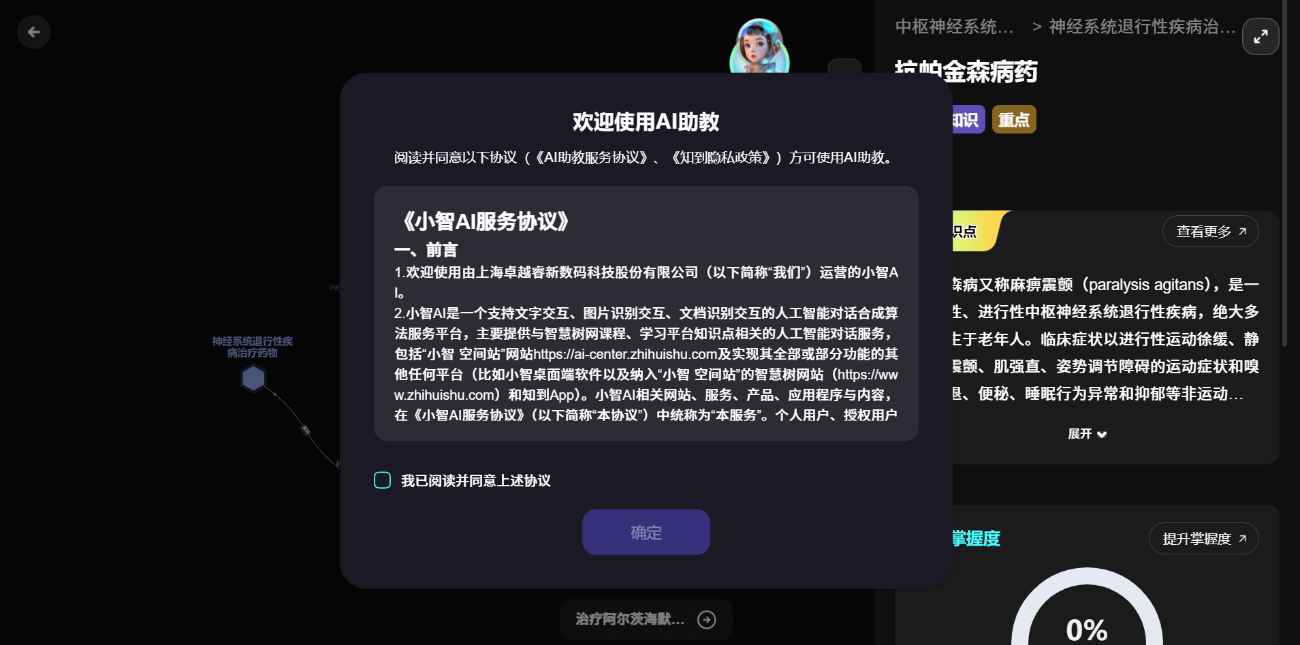 中枢神经系统... > 神经系统退行性疾病治...
抗帕金森病药
知识 重点
欢迎使用AI助教
阅读并同意以下协议（《AI助教服务协议》、《知到隐私政策》）方可使用AI助教。
《小智AI服务协议》
一、前言
1.欢迎使用由上海卓越睿新数码科技股份有限公司（以下简称“我们”）运营的小智A
I。
2.小智AI是一个支持文字交互、图片识别交互、文档识别交互的人工智能对话合成算
法服务平台，主要提供与智慧树网课程、学习平台知识点相关的人工智能对话服务，
包括“小智 空间站”网站https://ai-center.zhihuishu.com及实现其全部或部分功能的其
他任何平台（比如小智桌面端软件以及纳入“小智 空间站”的智慧树网站（https://ww
w.zhihuishu.com）和知到App）。小智AI相关网站、服务、产品、应用程序与内容，
在《小智AI服务协议》（以下简称“本协议”）中统称为“本服务”。个人用户、授权用户
我已阅读并同意上述协议
确定
神经系统退行性疾
病治疗药物
治疗阿尔茨海默...
识点
查看更多
森病又称麻痹震颤（paralysis agitans），是一
性、进行性中枢神经系统退行性疾病，绝大多
生于老年人。临床症状以进行性运动徐缓、静
震颤、肌强直、姿势调节障碍的运动症状和嗅
退、便秘、睡眠行为异常和抑郁等非运动...
展开
掌握度
提升掌握度
0%